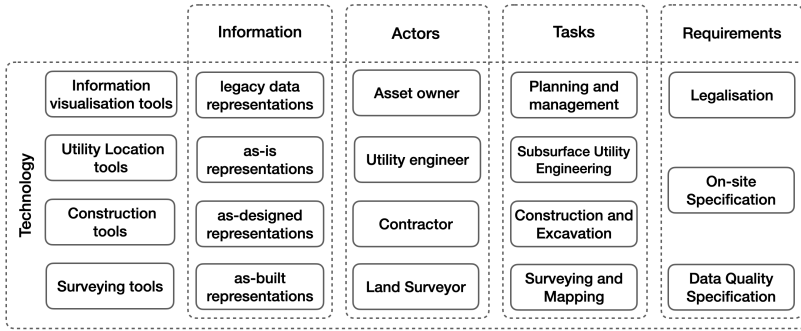 Information
Actors
Tasks
Requirements
Technology
Information
visualisation tools
legacy data
representations
Asset owner
Planning and
management
Legalisation
Utility Location
tools
as-is
representations
Utility engineer
Subsurface Utility
Engineering
On-site
Specification
Construction
tools
as-designed
representations
Contractor
Construction and
Excavation
Surveying tools
as-built
representations
Land Surveyor
Surveying and
Mapping
Data Quality
Specification